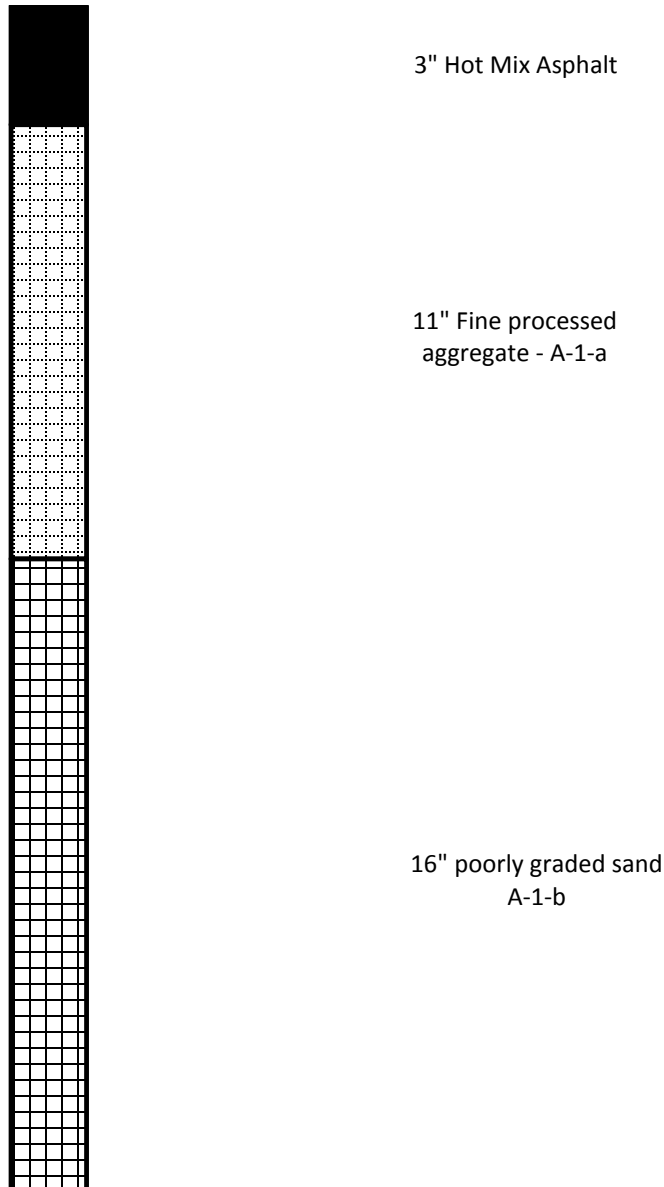 3" Hot Mix Asphalt
11" Fine processed
aggregate - A-1-a
16" poorly graded sand
A-1-b